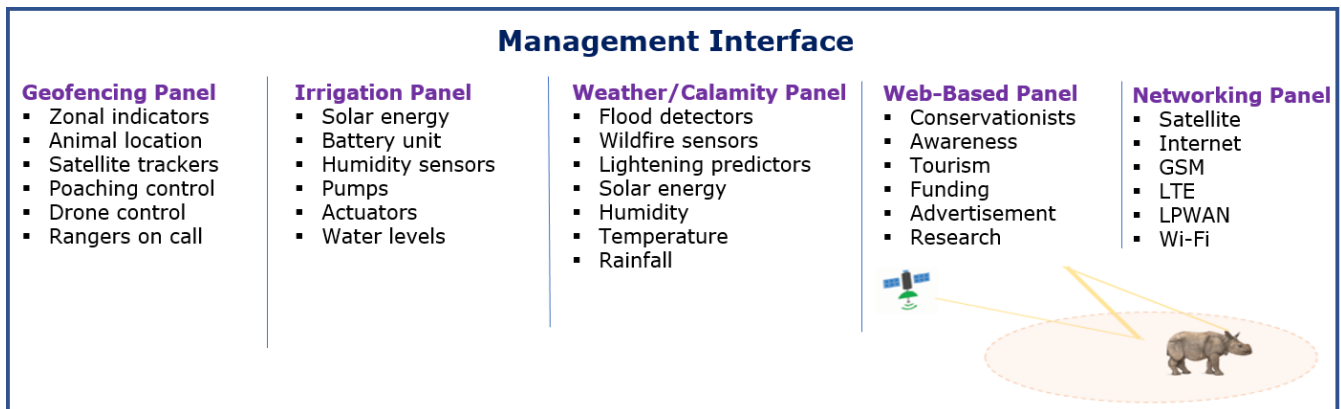 Management Interface
Geofencing Panel
▪ Zonal indicators
▪ Animal location
▪ Satellite trackers
▪ Poaching control
▪ Drone control
▪ Rangers on call
Irrigation Panel
▪ Solar energy
▪ Battery unit
▪ Humidity sensors
▪ Pumps
▪ Actuators
▪ Water levels
Weather/Calamity Panel
▪ Flood detectors
▪ Wildfire sensors
▪ Lightening predictors
▪ Solar energy
▪ Humidity
▪ Temperature
▪ Rainfall
Web-Based Panel
▪ Conservationists
▪ Awareness
▪ Tourism
▪ Funding
▪ Advertisement
▪ Research
Networking Panel
▪ Satellite
▪ Internet
▪ GSM
▪ LTE
▪ LPWAN
▪ Wi-Fi